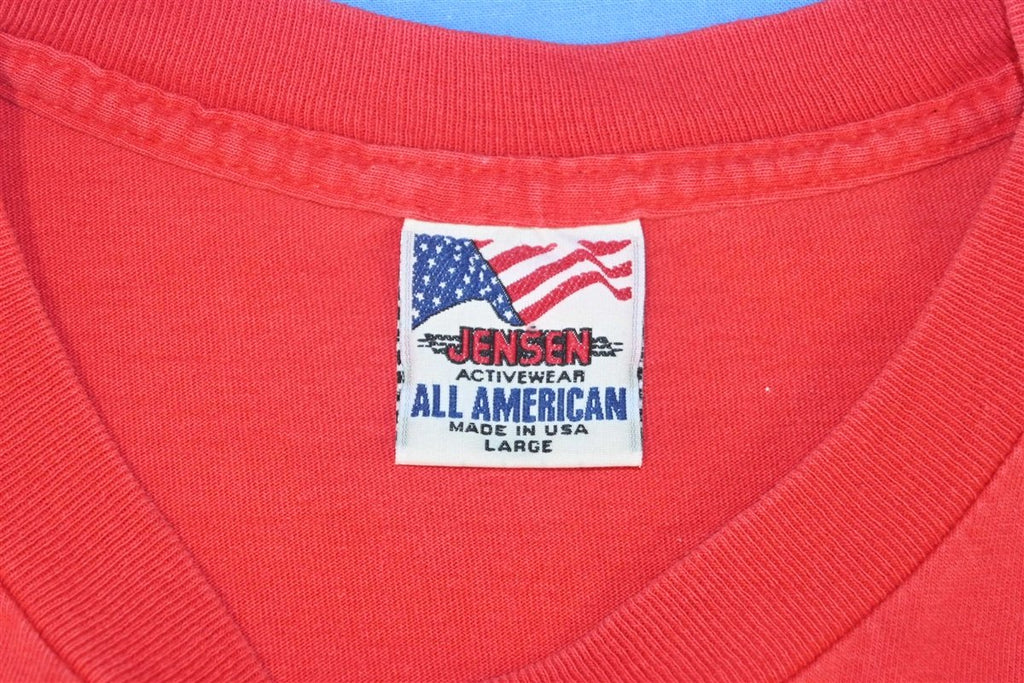 JENSEN
ACTIVEWEAR
ALL AMERICAN
MADE IN USA
LARGE